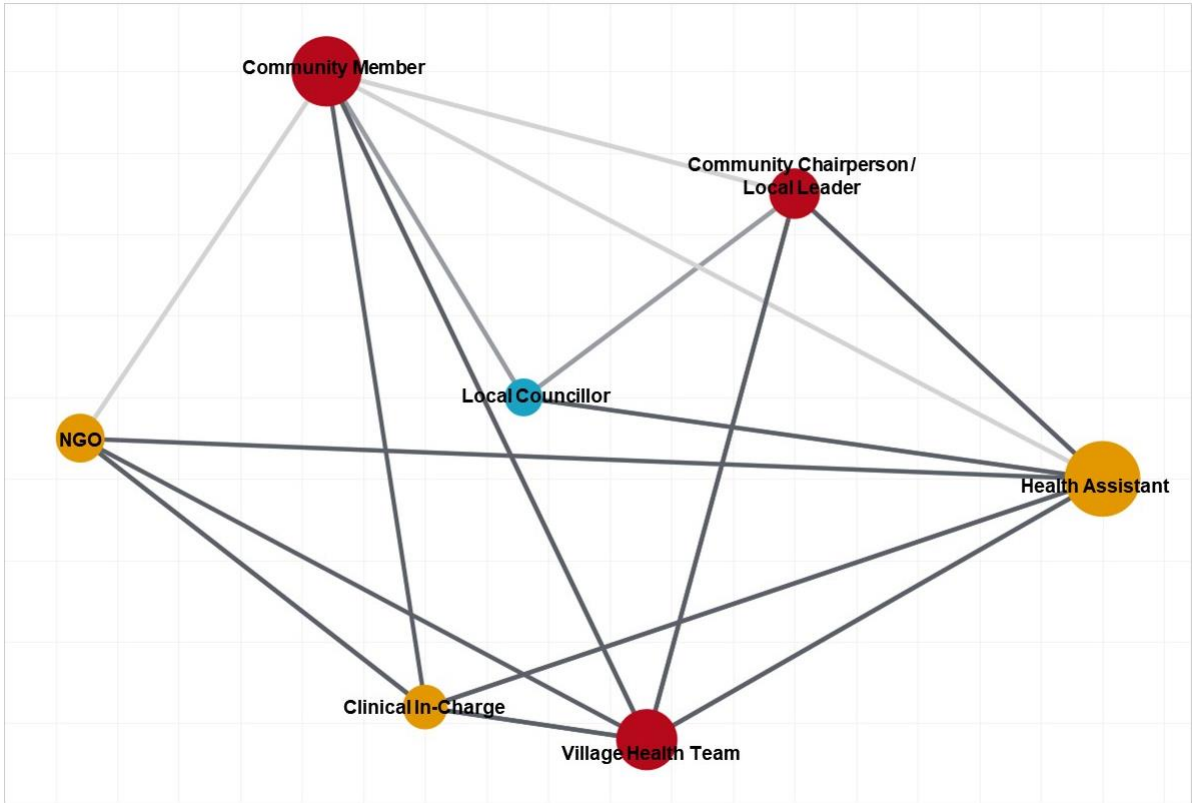 Community Member
Community Chairperson/
Local Leader
Local Councillor
NGO
Health Assistant
Clinical In-Charge
Village Health Team